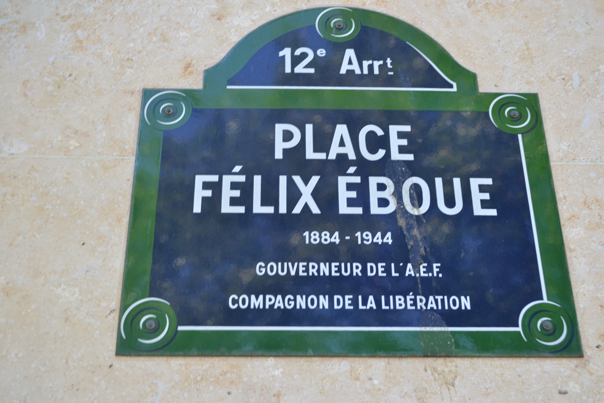 12e Arrt
PLACE
FÉLIX ÉBOUE
1884 - 1944
GOUVERNEUR DE L'A.E.F.
COMPAGNON DE LA LIBÉRATION